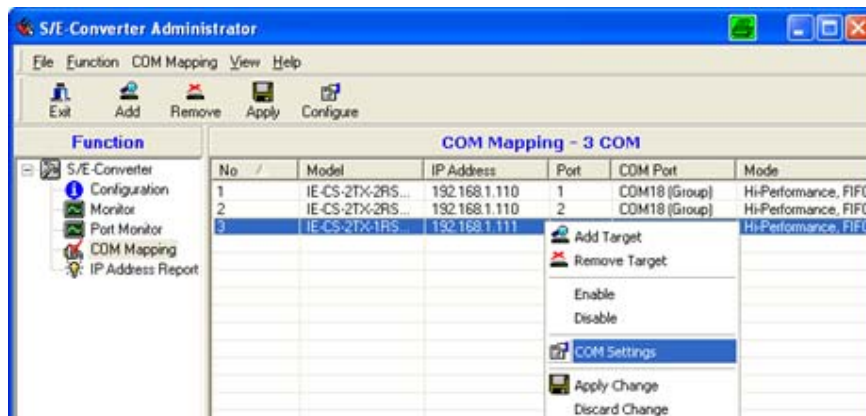 S/E-Converter Administrator
File Function COM Mapping View Help
Exit Add Remove Apply Configure
Function
COM Mapping - 3 COM
S/E-Converter
Configuration
Monitor
Port Monitor
COM Mapping
IP Address Report
No Model IP Address Port COM Port Mode
1 IE-CS-2TX-2RS... 192.168.1.110 1 COM18 (Group) Hi-Performance, FIFO
2 IE-CS-2TX-2RS... 192.168.1.110 2 COM18 (Group) Hi-Performance, FIFO
3 IE-CS-2TX-1RS... 192.168.1.111 Hi-Performance, FIFO
Add Target
Remove Target
Enable
Disable
COM Settings
Apply Change
Discard Change